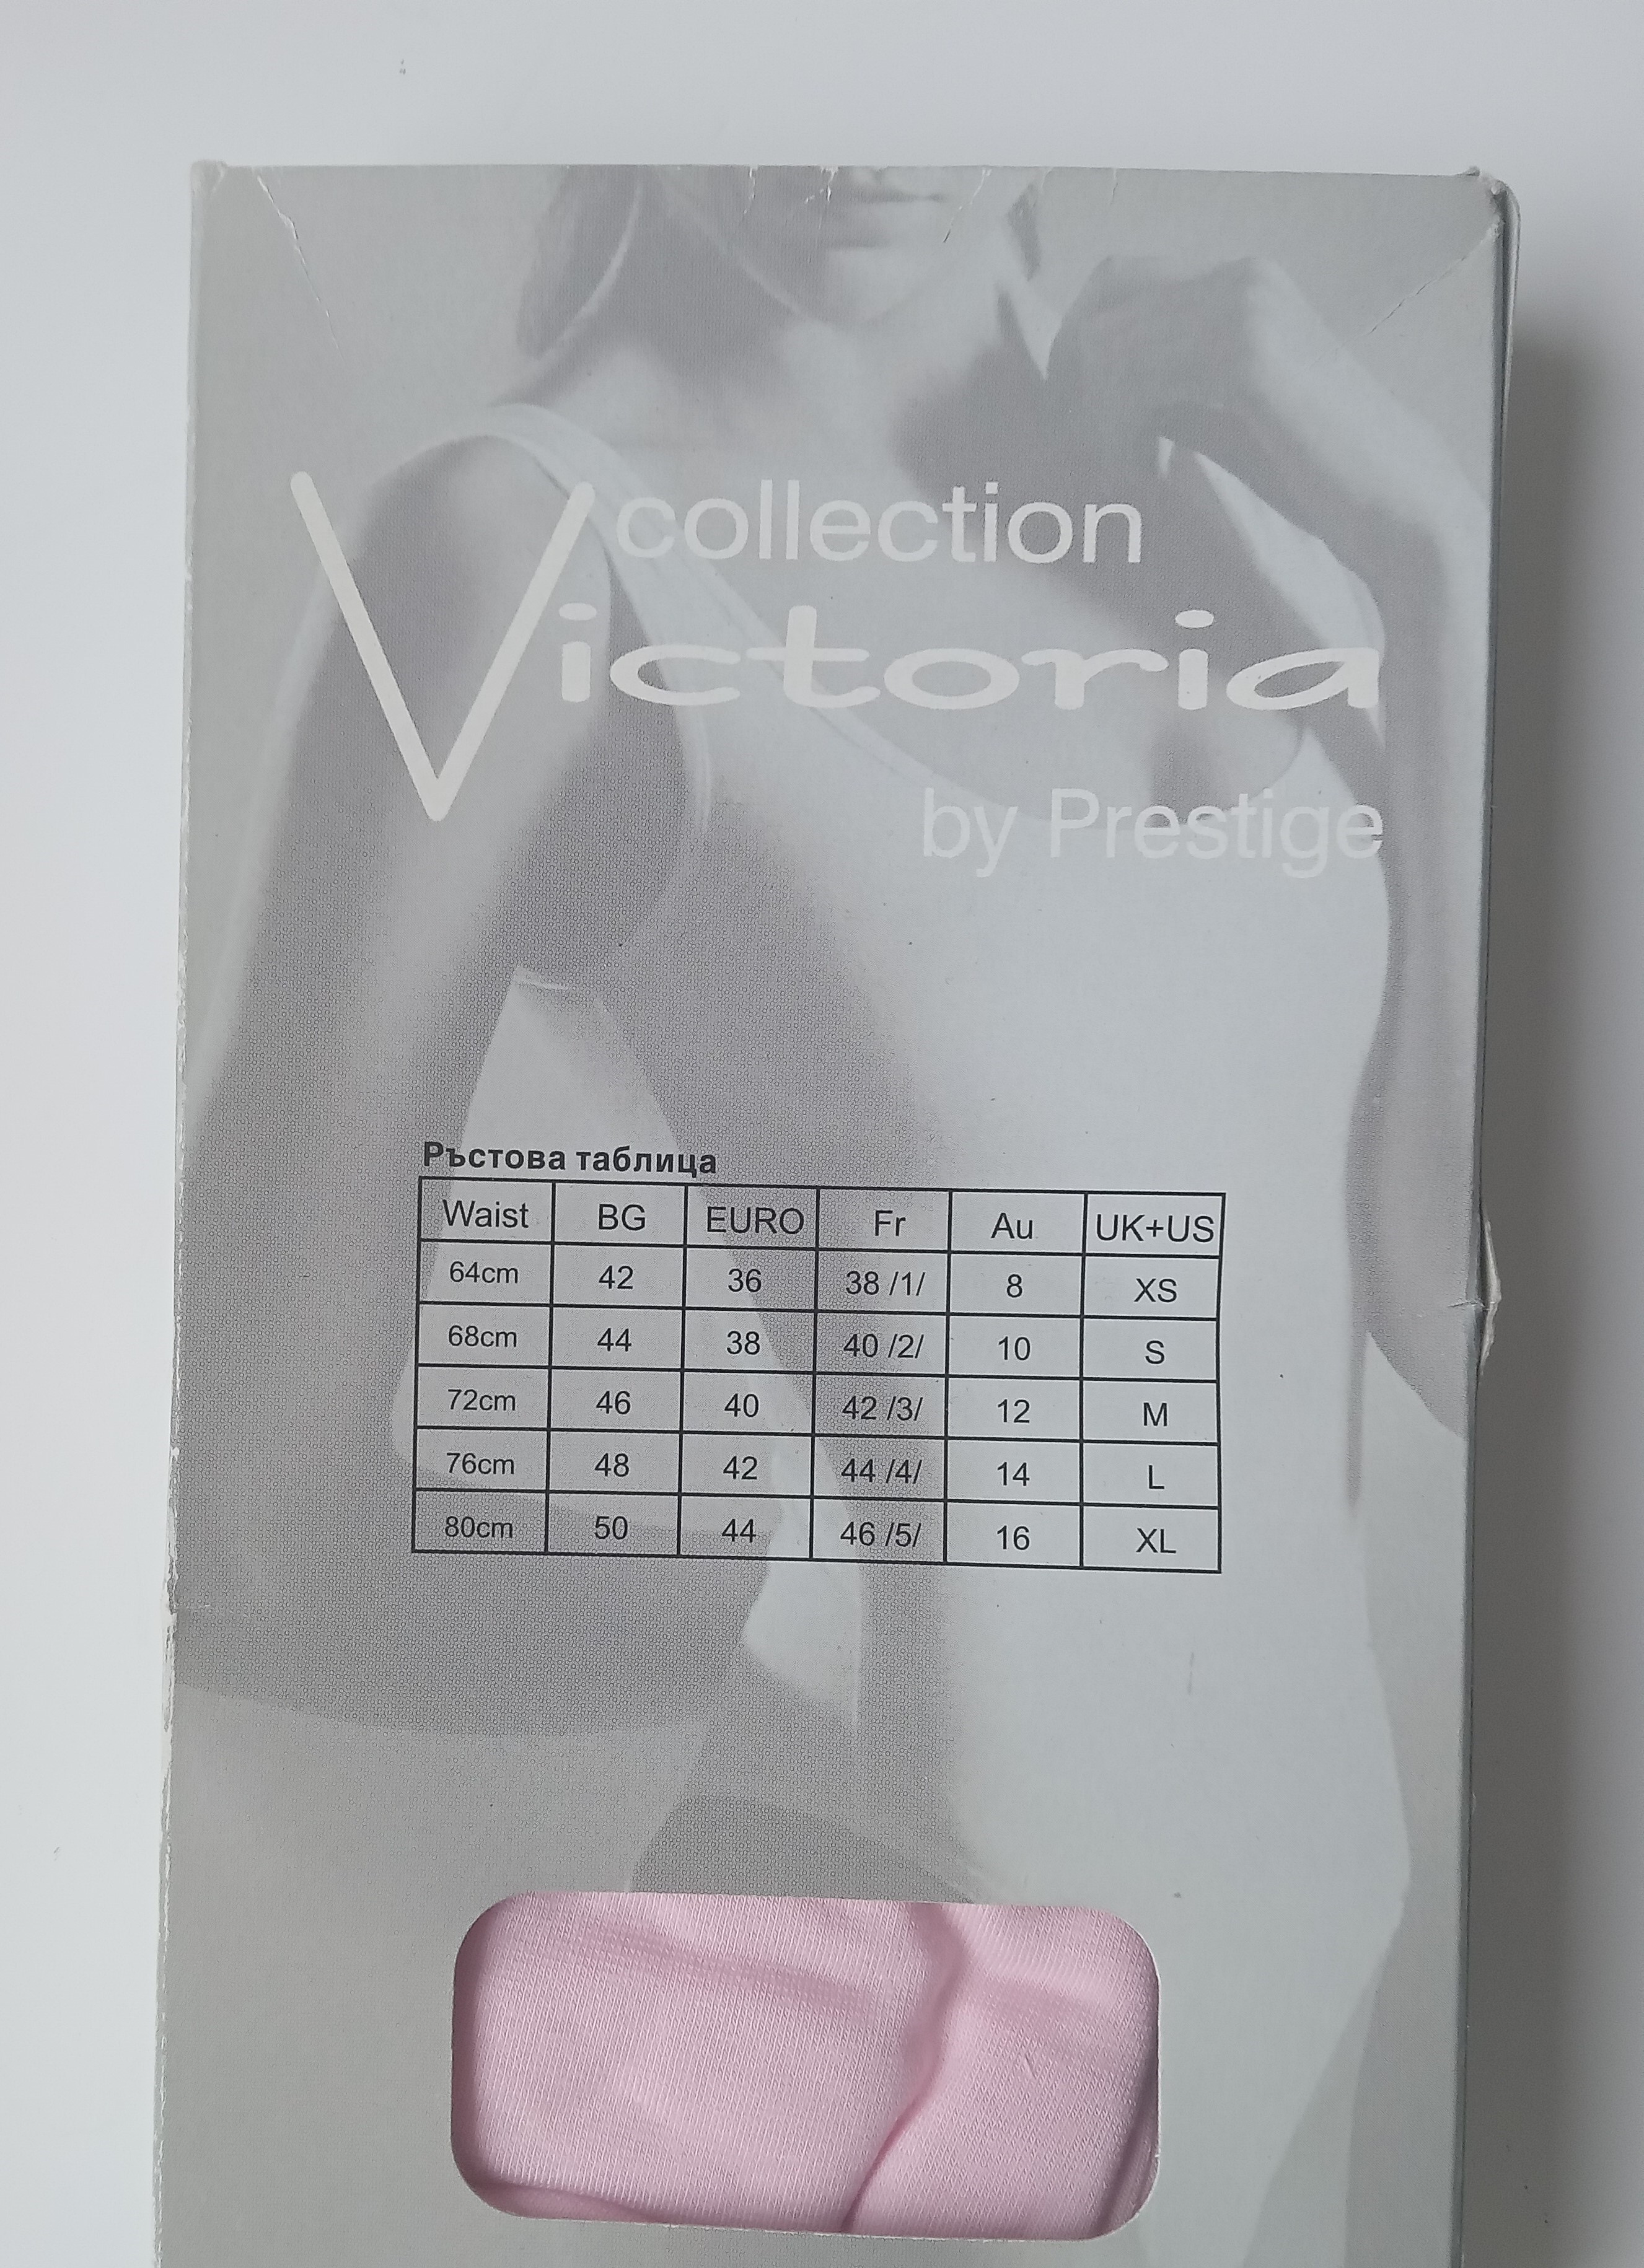 collection
Victoria
by Prestige
Ръстова таблица
Waist BG EURO Fr Au UK+US
64cm 42 36 38 /1/ 8 XS
68cm 44 38 40 /2/ 10 S
72cm 46 40 42 /3/ 12 M
76cm 48 42 44 /4/ 14 L
80cm 50 44 46 /5/ 16 XL